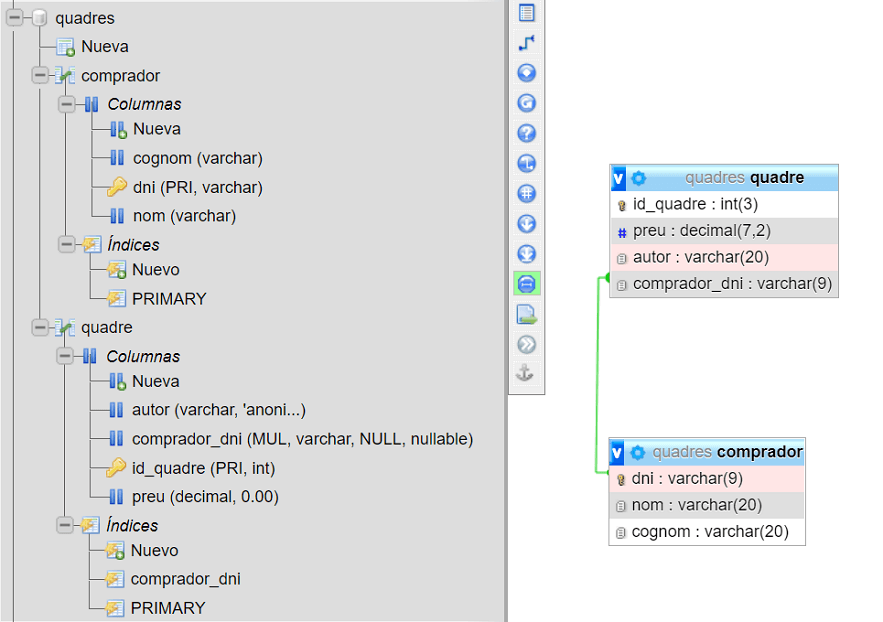 quadres
Nueva
comprador
Columnas
Nueva
cognom (varchar)
dni (PRI, varchar)
nom (varchar)
Índices
Nuevo
PRIMARY
quadre
Columnas
Nueva
autor (varchar, 'anoni...)
comprador_dni (MUL, varchar, NULL, nullable)
id_quadre (PRI, int)
preu (decimal, 0.00)
Índices
Nuevo
comprador_dni
PRIMARY
v quadres quadre
id_quadre : int(3)
# preu : decimal(7,2)
autor : varchar(20)
comprador_dni : varchar(9)
v quadres comprador
dni : varchar(9)
nom : varchar(20)
cognom : varchar(20)